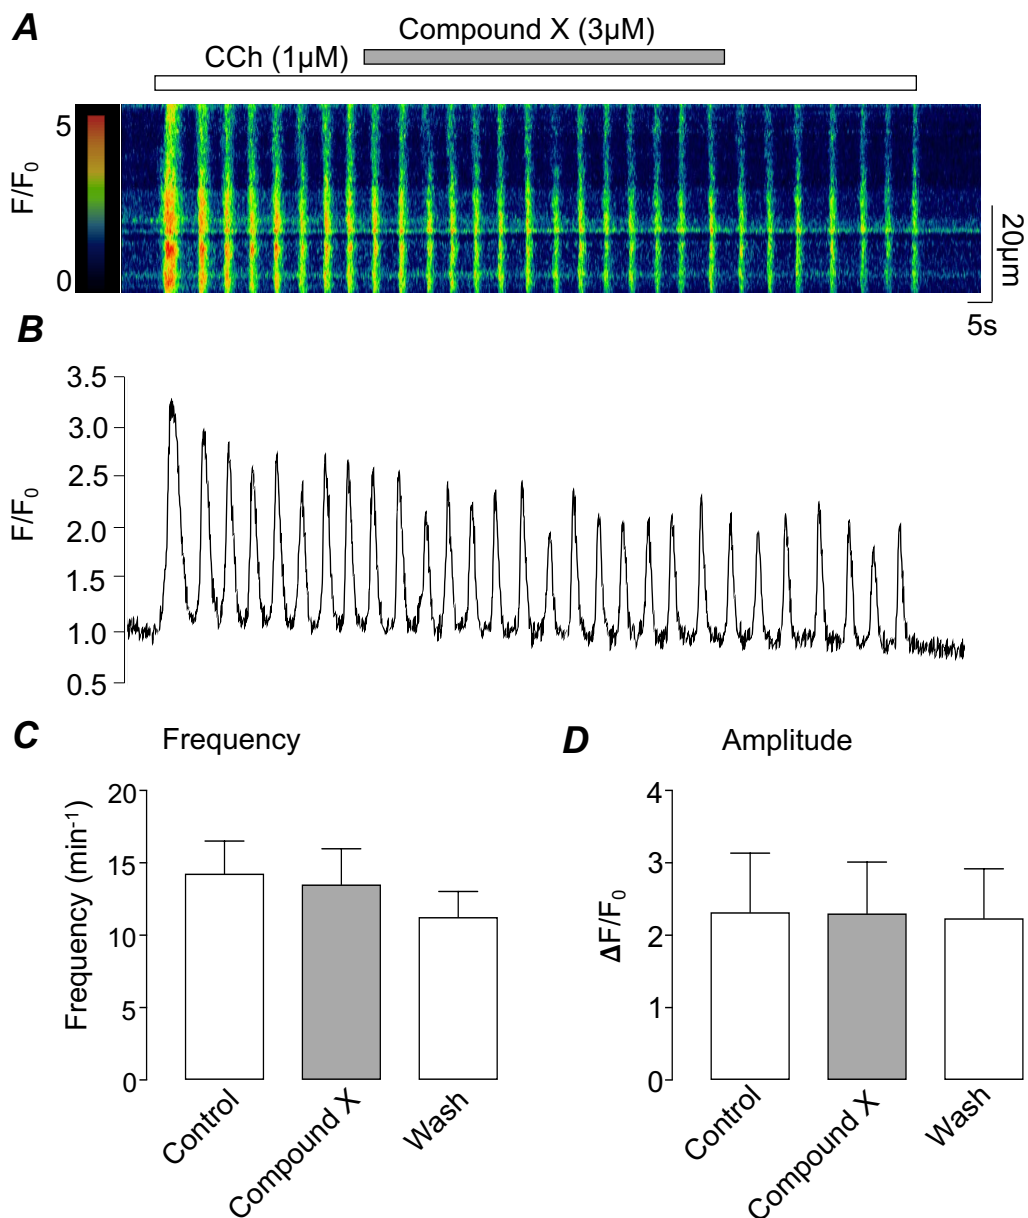 A
Compound X (3µM)
CCh (1µM)
5
F/F0
0
20µm
5s
B
3.5
3.0
2.5
2.0
1.5
1.0
0.5
F/F0
C
Frequency
20
15
10
5
0
Frequency (min-1)
Control
Compound X
Wash
D
Amplitude
4
3
2
1
0
ΔF/F0
Control
Compound X
Wash